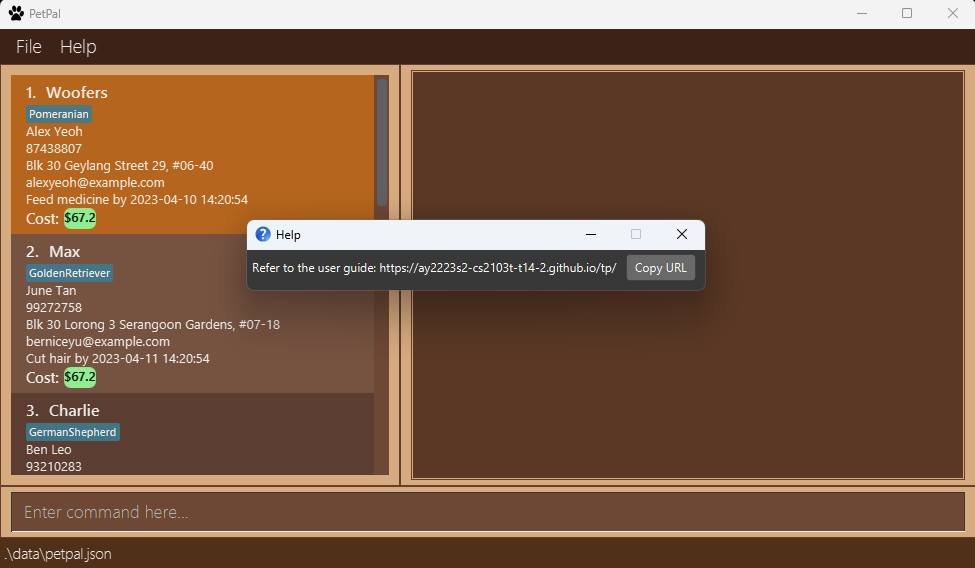 PetPal
File Help
1. Woofers
Pomeranian
Alex Yeoh
87438807
Blk 30 Geylang Street 29, #06-40
alexyeoh@example.com
Feed medicine by 2023-04-10 14:20:54
Cost: $67.2
2. Max
GoldenRetriever
June Tan
99272758
Blk 30 Lorong 3 Serangoon Gardens, #07-18
berniceyu@example.com
Cut hair by 2023-04-11 14:20:54
Cost: $67.2
3. Charlie
GermanShepherd
Ben Leo
93210283
? Help
Refer to the user guide: https://ay2223s2-cs2103t-t14-2.github.io/tp/ Copy URL
Enter command here...
.\data\petpal.json